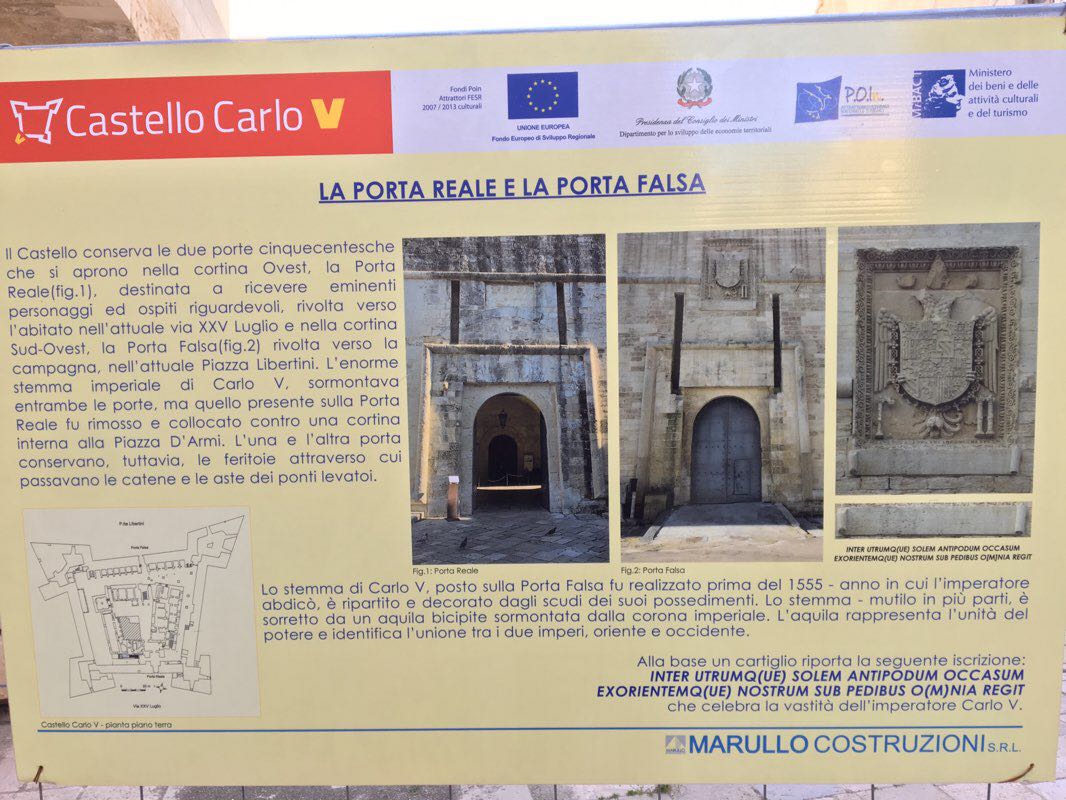 Castello Carlo V
Fondi Poin
Attrattori FESR
2007 / 2013 culturali
UNIONE EUROPEA
Fondo Europeo di Sviluppo Regionale
Presidenza del Consiglio dei Ministri
Dipartimento per lo sviluppo delle economie territoriali
P.O.In.
MiBACT
Ministero
dei beni e delle
attività culturali
e del turismo
LA PORTA REALE E LA PORTA FALSA
Il Castello conserva le due porte cinquecentesche
che si aprono nella cortina Ovest, la Porta
Reale(fig.1), destinata a ricevere eminenti
personaggi ed ospiti riguardevoli, rivolta verso
l'abitato nell'attuale via XXV Luglio e nella cortina
Sud-Ovest, la Porta Falsa(fig.2) rivolta verso la
campagna, nell'attuale Piazza Libertini. L'enorme
stemma imperiale di Carlo V, sormontava
entrambe le porte, ma quello presente sulla Porta
Reale fu rimosso e collocato contro una cortina
interna alla Piazza D'Armi. L'una e l'altra porta
conservano, tuttavia, le feritoie attraverso cui
passavano le catene e le aste dei ponti levatoi.
Fig.1: Porta Reale
Fig.2: Porta Falsa
INTER UTRUMQ(UE) SOLEM ANTIPODUM OCCASUM
EXORIENTEMQ(UE) NOSTRUM SUB PEDIBUS O(M)NIA REGIT
P.zza Libertini
Porta Falsa
Porta Reale
Via XXV Luglio
Castello Carlo V - pianta piano terra
Lo stemma di Carlo V, posto sulla Porta Falsa fu realizzato prima del 1555 - anno in cui l'imperatore
abdicò, è ripartito e decorato dagli scudi dei suoi possedimenti. Lo stemma - mutilo in più parti, è
sorretto da un aquila bicipite sormontata dalla corona imperiale. L'aquila rappresenta l'unità del
potere e identifica l'unione tra i due imperi, oriente e occidente.
Alla base un cartiglio riporta la seguente iscrizione:
INTER UTRUMQ(UE) SOLEM ANTIPODUM OCCASUM
EXORIENTEMQ(UE) NOSTRUM SUB PEDIBUS O(M)NIA REGIT
che celebra la vastità dell'imperatore Carlo V.
MARULLO COSTRUZIONI S.R.L.